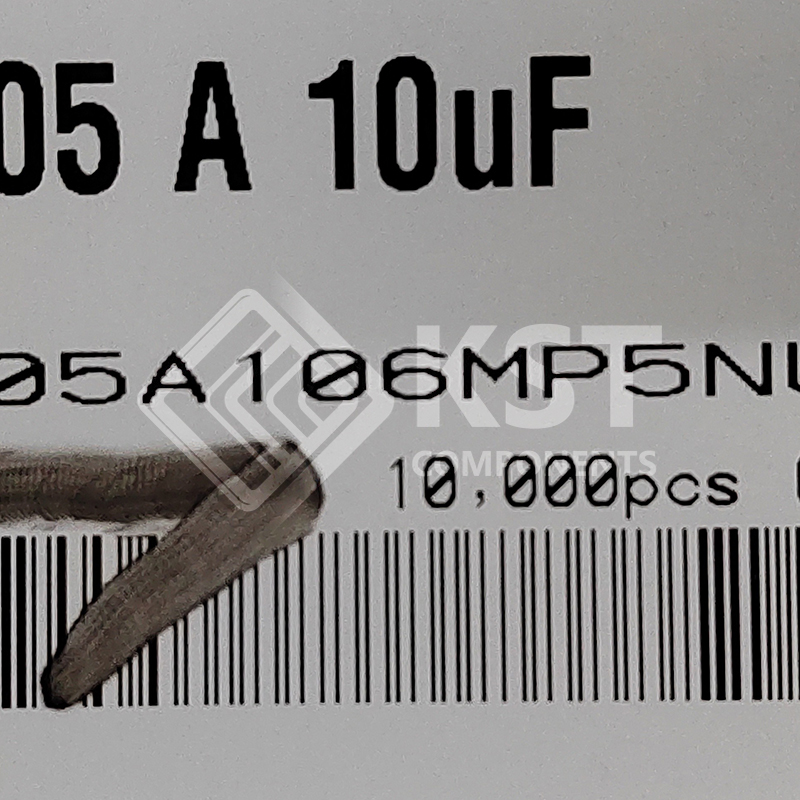 05 A 10uF
05A106MP5N
KST
COMPONENTS
10,000pcs